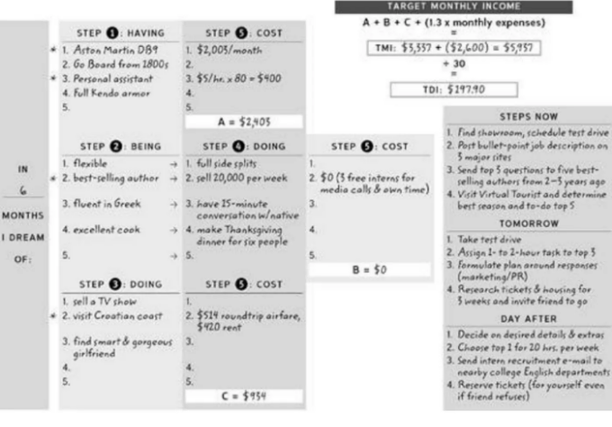 TARGET MONTHLY INCOME
A + B + C + (1.3 x monthly expenses)
=
TMI: $3,337 + ($2,600) = $5,937
÷ 30
=
TDI: $197.90
IN
6
MONTHS
I DREAM
OF:
STEP 1: HAVING
* 1. Aston Martin DB9
2. Go Board from 1800s
* 3. Personal assistant
4. Full Kendo armor
5.
STEP 5: COST
1. $2,003/month
2.
3. $5/hr. x 80 = $400
4.
5.
A = $2,403
STEP 2: BEING
1. flexible →
* 2. best-selling author →
3. fluent in Greek →
4. excellent cook →
5. →
STEP 4: DOING
1. full side splits
2. sell 20,000 per week
3. have 15-minute
conversation w/native
4. make Thanksgiving
dinner for six people
5.
STEP 5: COST
1.
2. $0 (3 free interns for
media calls & own time)
3.
4.
5.
B = $0
STEP 3: DOING
1. sell a TV show
* 2. visit Croatian coast
3. find smart & gorgeous
girlfriend
4.
5.
STEP 5: COST
1.
2. $514 roundtrip airfare,
$420 rent
3.
4.
5.
C = $934
STEPS NOW
1. Find showroom, schedule test drive
2. Post bullet-point job description on
3 major sites
3. Send top 5 questions to five best-
selling authors from 2–3 years ago
4. Visit Virtual Tourist and determine
best season and to-do top 5
TOMORROW
1. Take test drive
2. Assign 1- to 2-hour task to top 3
3. Formulate plan around responses
(marketing/PR)
4. Research tickets & housing for
3 weeks and invite friend to go
DAY AFTER
1. Decide on desired details & extras
2. Choose top 1 for 20 hrs. per week
3. Send intern recruitment e-mail to
nearby college English departments
4. Reserve tickets (for yourself even
if friend refuses)